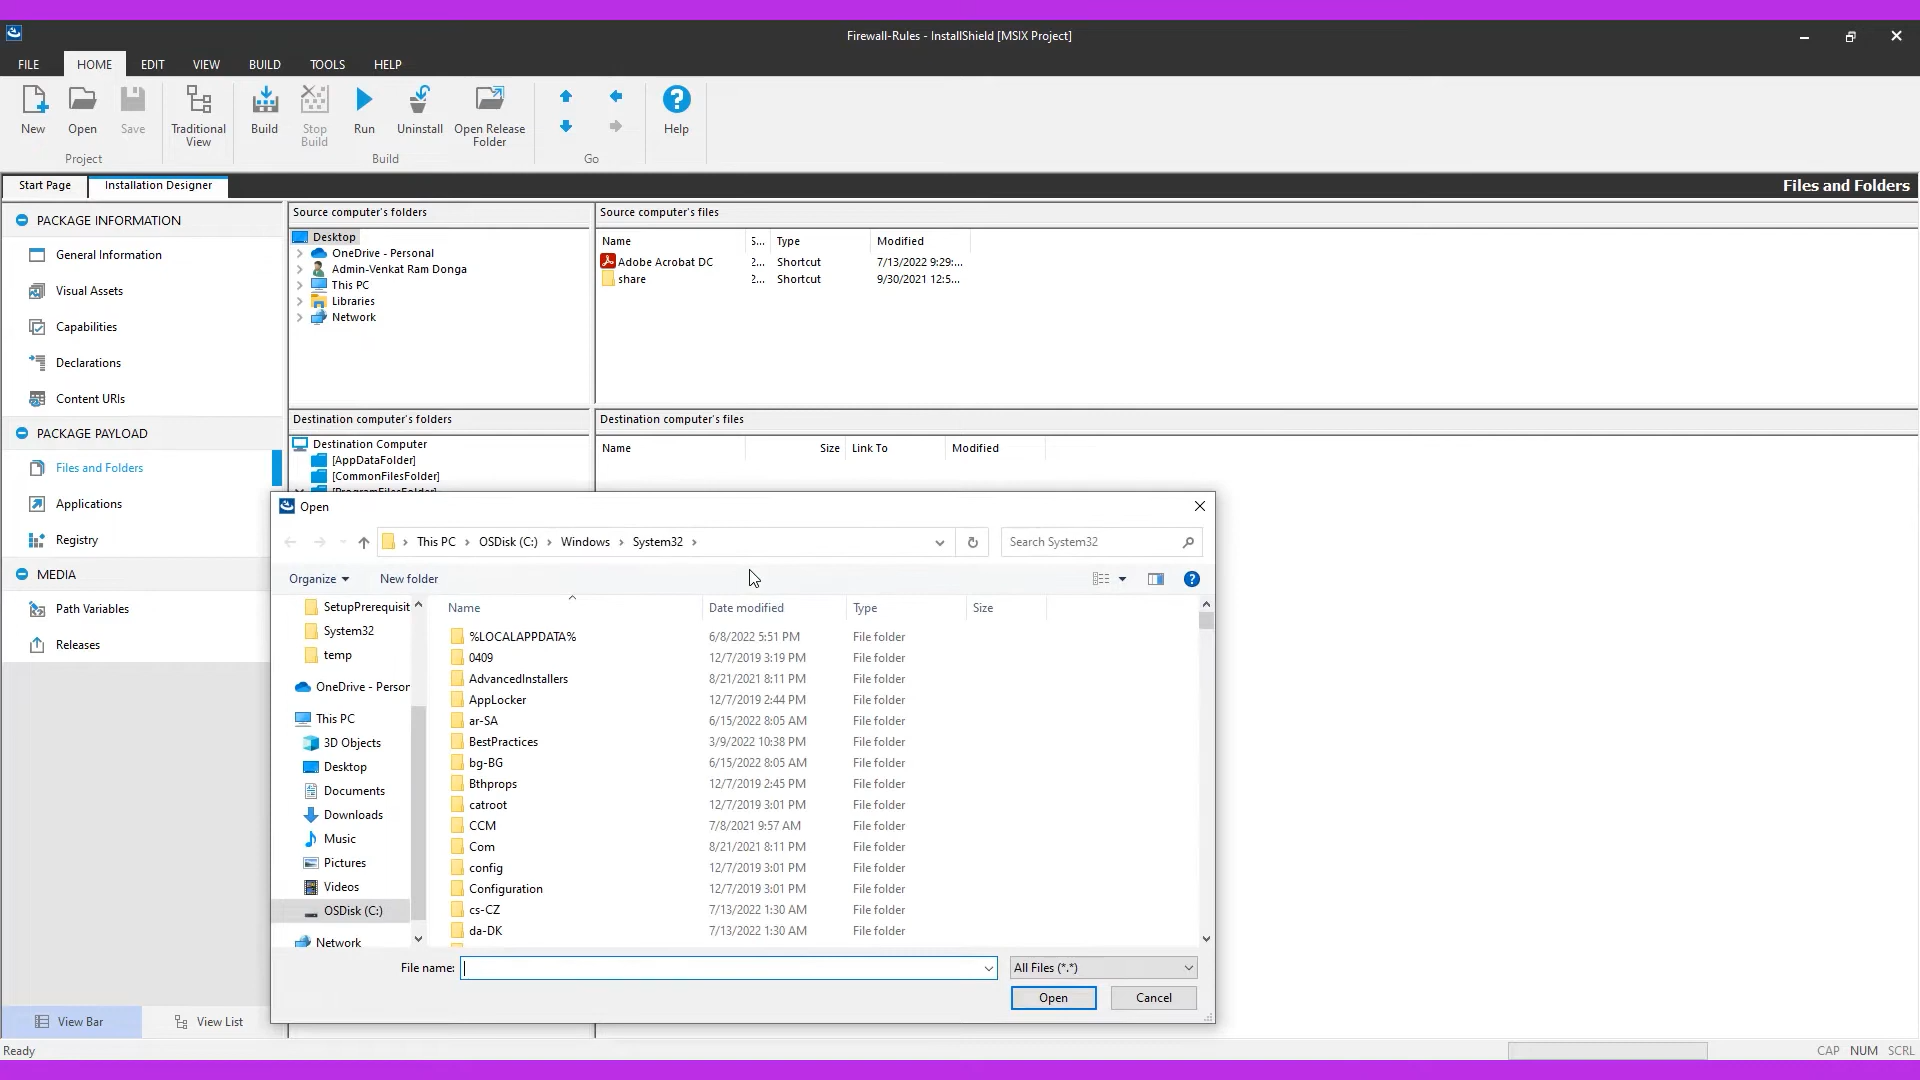 Firewall-Rules - InstallShield [MSIX Project]
FILE HOME EDIT VIEW BUILD TOOLS HELP
New Open Save Traditional View Build Stop Build Run Uninstall Open Release Folder Help
Project Build Go
Start Page Installation Designer Files and Folders
PACKAGE INFORMATION
General Information
Visual Assets
Capabilities
Declarations
Content URIs
PACKAGE PAYLOAD
Files and Folders
Applications
Registry
MEDIA
Path Variables
Releases
Source computer's folders
Desktop
OneDrive - Personal
Admin-Venkat Ram Donga
This PC
Libraries
Network
Source computer's files
Name S... Type Modified
Adobe Acrobat DC 2... Shortcut 7/13/2022 9:29:...
share 2... Shortcut 9/30/2021 12:5...
Destination computer's folders
Destination Computer
[AppDataFolder]
[CommonFilesFolder]
[ProgramFilesFolder]
Destination computer's files
Name Size Link To Modified
Open
This PC OSDisk (C:) Windows System32 Search System32
Organize New folder
SetupPrerequisit
System32
temp
OneDrive - Person
This PC
3D Objects
Desktop
Documents
Downloads
Music
Pictures
Videos
OSDisk (C:)
Network
Name Date modified Type Size
%LOCALAPPDATA% 6/8/2022 5:51 PM File folder
0409 12/7/2019 3:19 PM File folder
AdvancedInstallers 8/21/2021 8:11 PM File folder
AppLocker 12/7/2019 2:44 PM File folder
ar-SA 6/15/2022 8:05 AM File folder
BestPractices 3/9/2022 10:38 PM File folder
bg-BG 6/15/2022 8:05 AM File folder
Bthprops 12/7/2019 2:45 PM File folder
catroot 12/7/2019 3:01 PM File folder
CCM 7/8/2021 9:57 AM File folder
Com 8/21/2021 8:11 PM File folder
config 12/7/2019 3:01 PM File folder
Configuration 12/7/2019 3:01 PM File folder
cs-CZ 7/13/2022 1:30 AM File folder
da-DK 7/13/2022 1:30 AM File folder
File name: All Files (*.*)
Open Cancel
View Bar View List
Ready CAP NUM SCRL